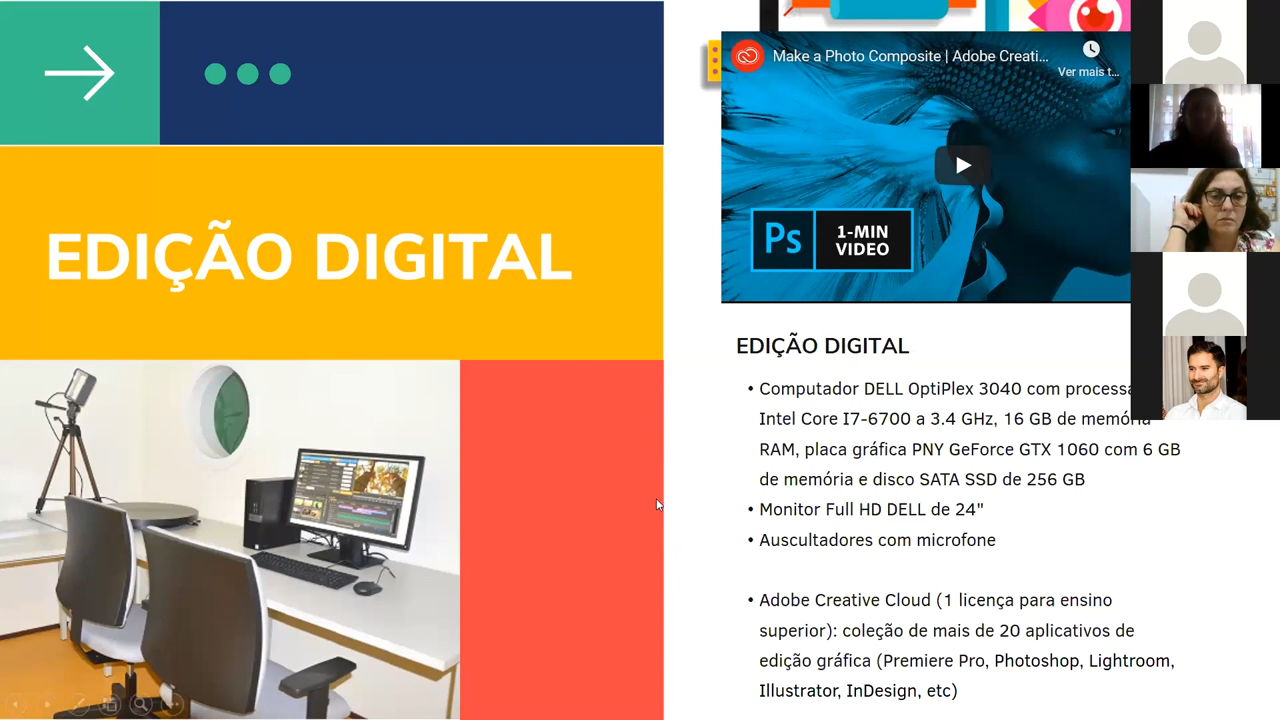 EDIÇÃO DIGITAL
Make a Photo Composite | Adobe Creati...
Ver mais t...
Ps
1-MIN
VIDEO
EDIÇÃO DIGITAL
• Computador DELL OptiPlex 3040 com processa
Intel Core I7-6700 a 3.4 GHz, 16 GB de memória
RAM, placa gráfica PNY GeForce GTX 1060 com 6 GB
de memória e disco SATA SSD de 256 GB
• Monitor Full HD DELL de 24"
• Auscultadores com microfone
• Adobe Creative Cloud (1 licença para ensino
superior): coleção de mais de 20 aplicativos de
edição gráfica (Premiere Pro, Photoshop, Lightroom,
Illustrator, InDesign, etc)